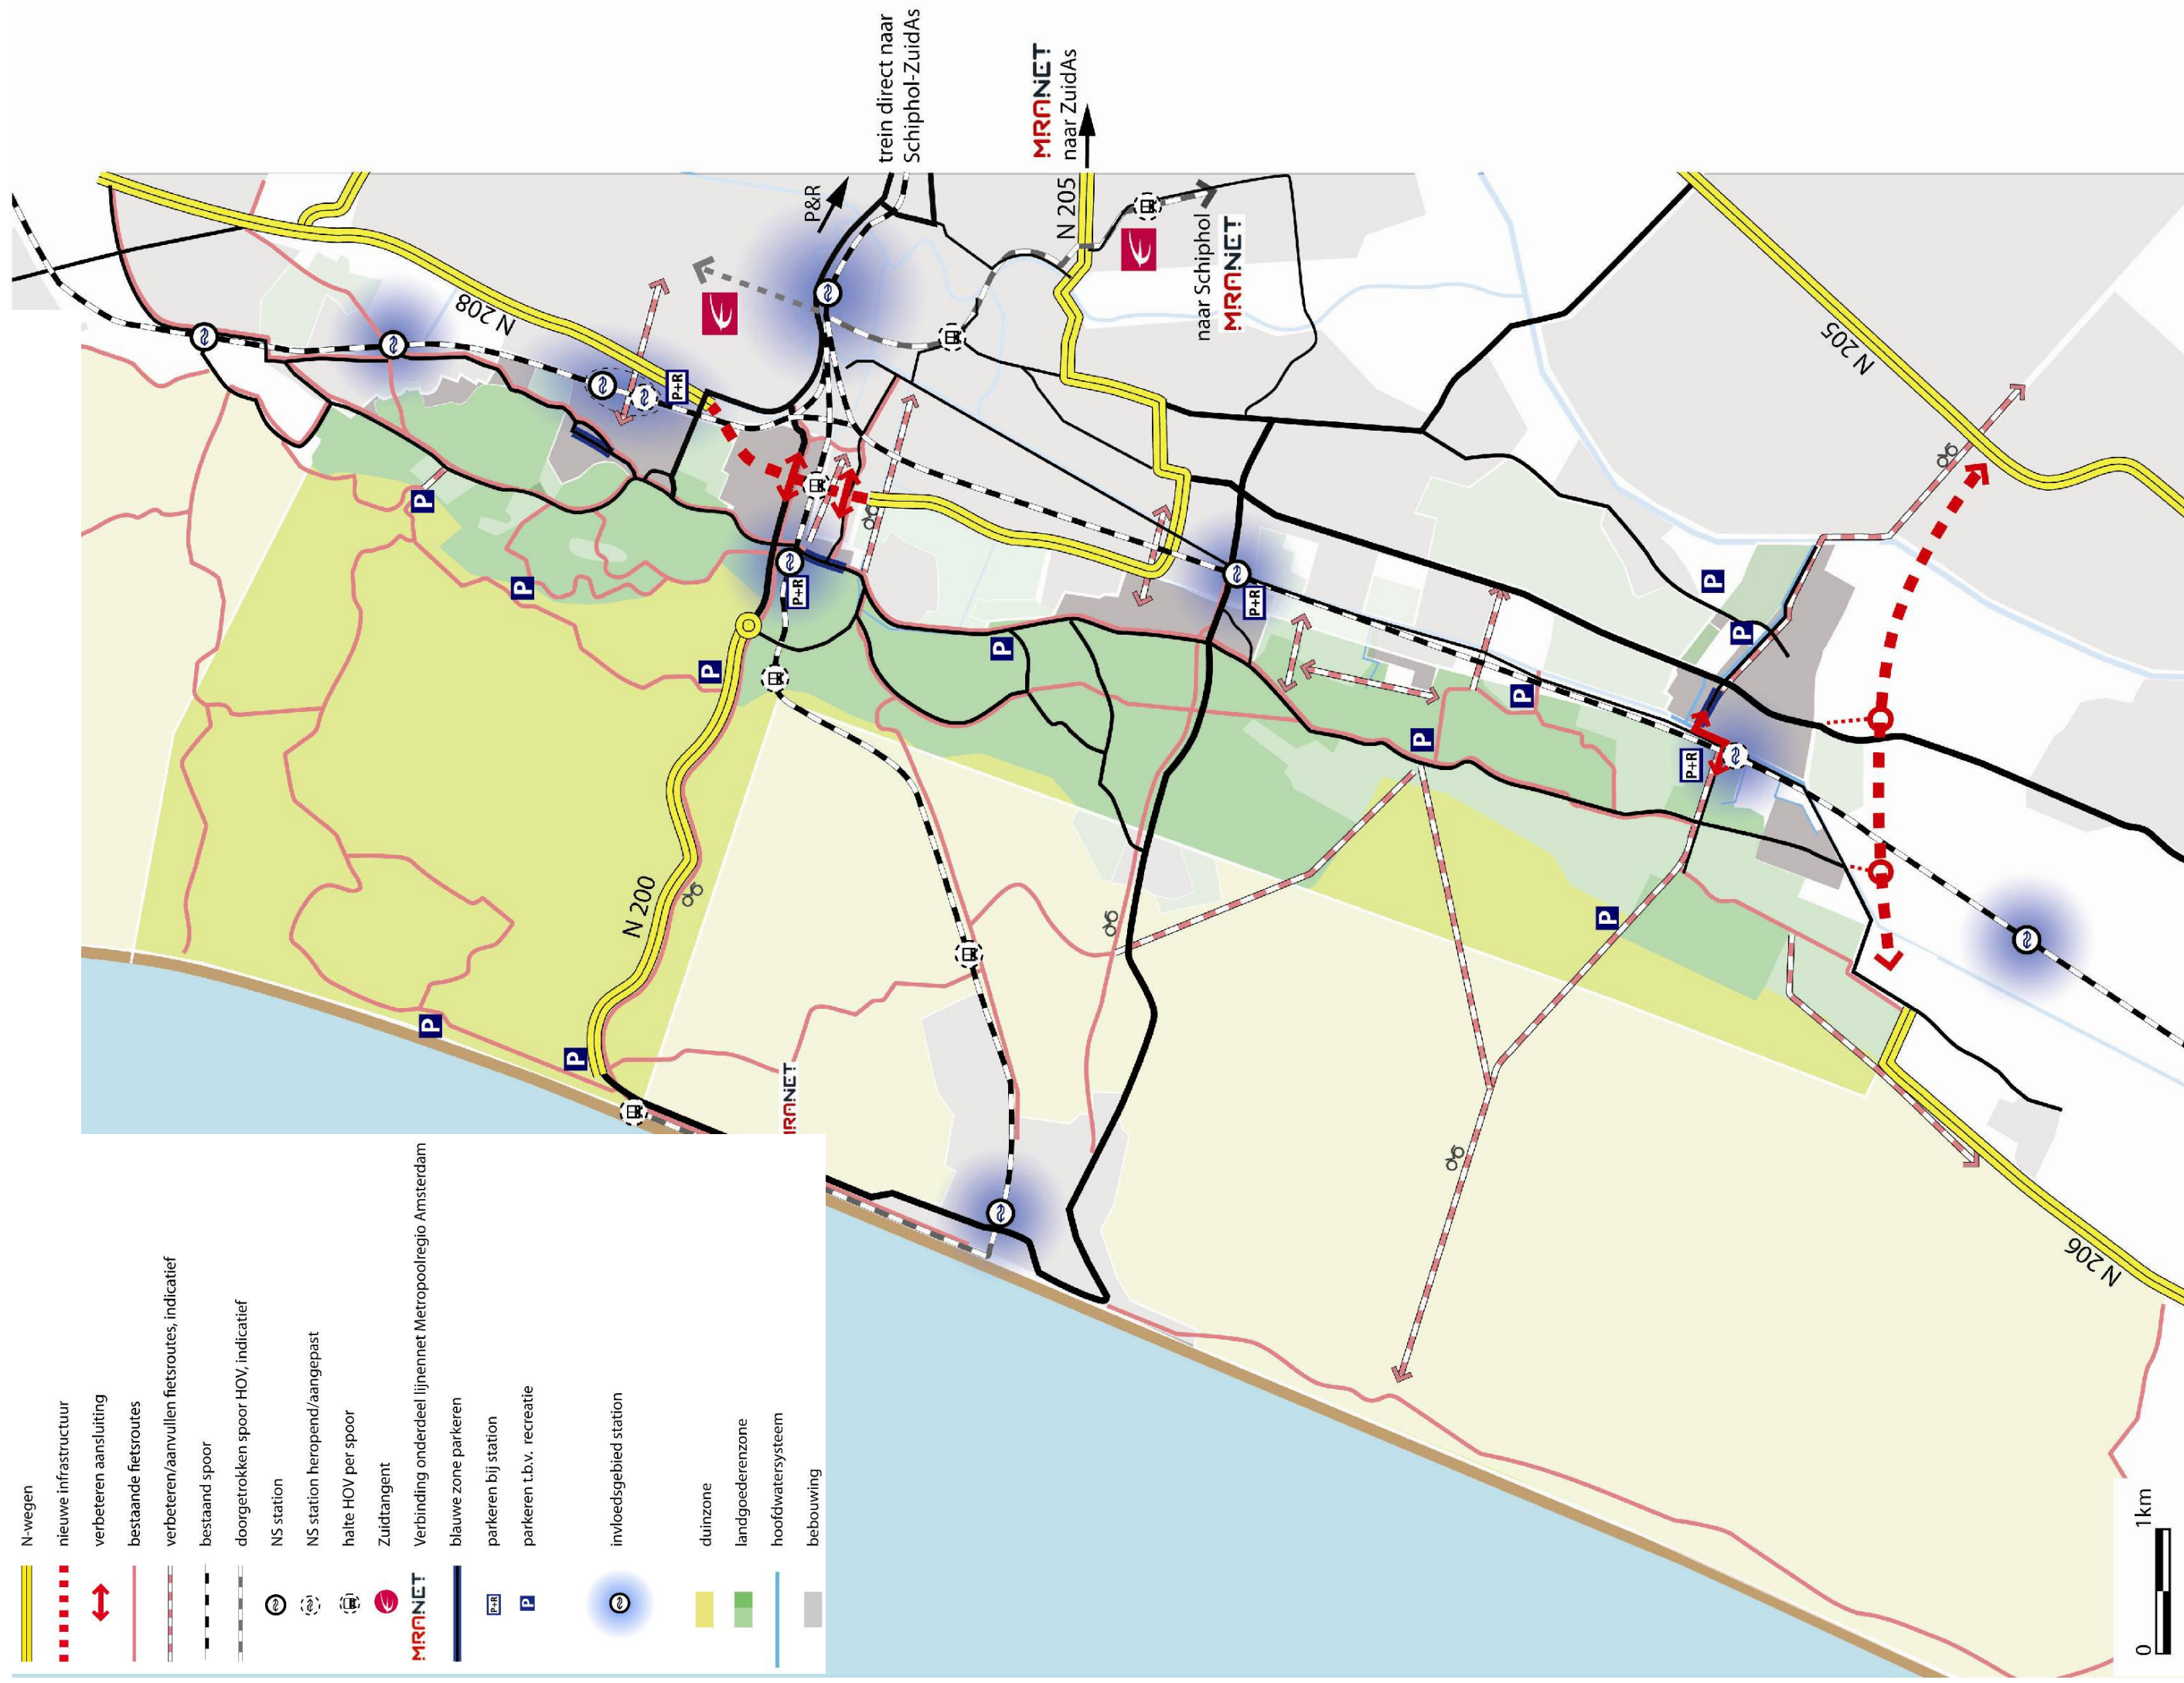 trein direct naar
Schiphol-ZuidAs
MRANET
naar ZuidAs
P&R
N 205
naar Schiphol
MRANET
N 208
P+R
N 205
P
P
P+R
P
P+R
P
P
P
P
P
P
P+R
P
N 200
P
P
N 206
N-wegen
nieuwe infrastructuur
verbeteren aansluiting
bestaande fietsroutes
verbeteren/aanvullen fietsroutes, indicatief
bestaand spoor
doorgetrokken spoor HOV, indicatief
NS station
NS station heropend/aangepast
halte HOV per spoor
Zuidtangent
MRANET Verbinding onderdeel lijnennet Metropoolregio Amsterdam
blauwe zone parkeren
P+R parkeren bij station
P parkeren t.b.v. recreatie
invloedsgebied station
duinzone
landgoederenzone
hoofdwatersysteem
bebouwing
0 1km